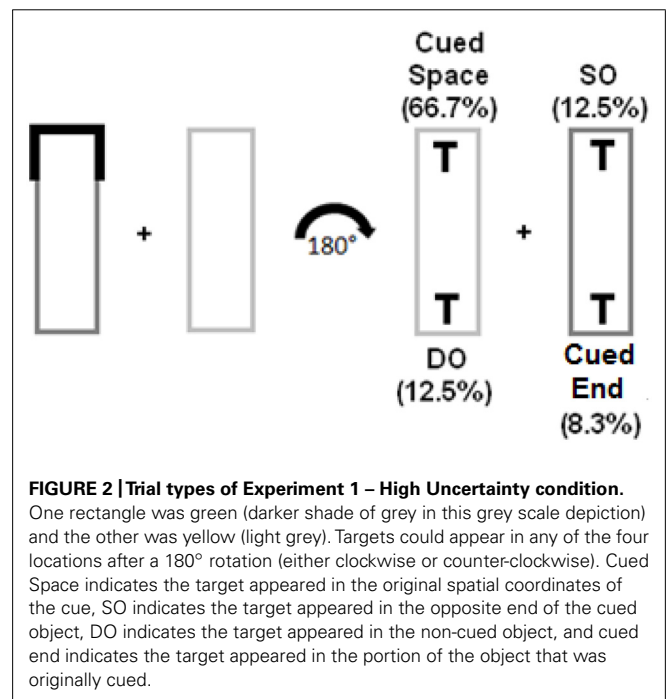 Cued
Space
(66.7%)
SO
(12.5%)
T
T
+
180°
+
T
T
DO
(12.5%)
Cued
End
(8.3%)
FIGURE 2 | Trial types of Experiment 1 – High Uncertainty condition.
One rectangle was green (darker shade of grey in this grey scale depiction)
and the other was yellow (light grey). Targets could appear in any of the four
locations after a 180° rotation (either clockwise or counter-clockwise). Cued
Space indicates the target appeared in the original spatial coordinates of
the cue, SO indicates the target appeared in the opposite end of the cued
object, DO indicates the target appeared in the non-cued object, and cued
end indicates the target appeared in the portion of the object that was
originally cued.